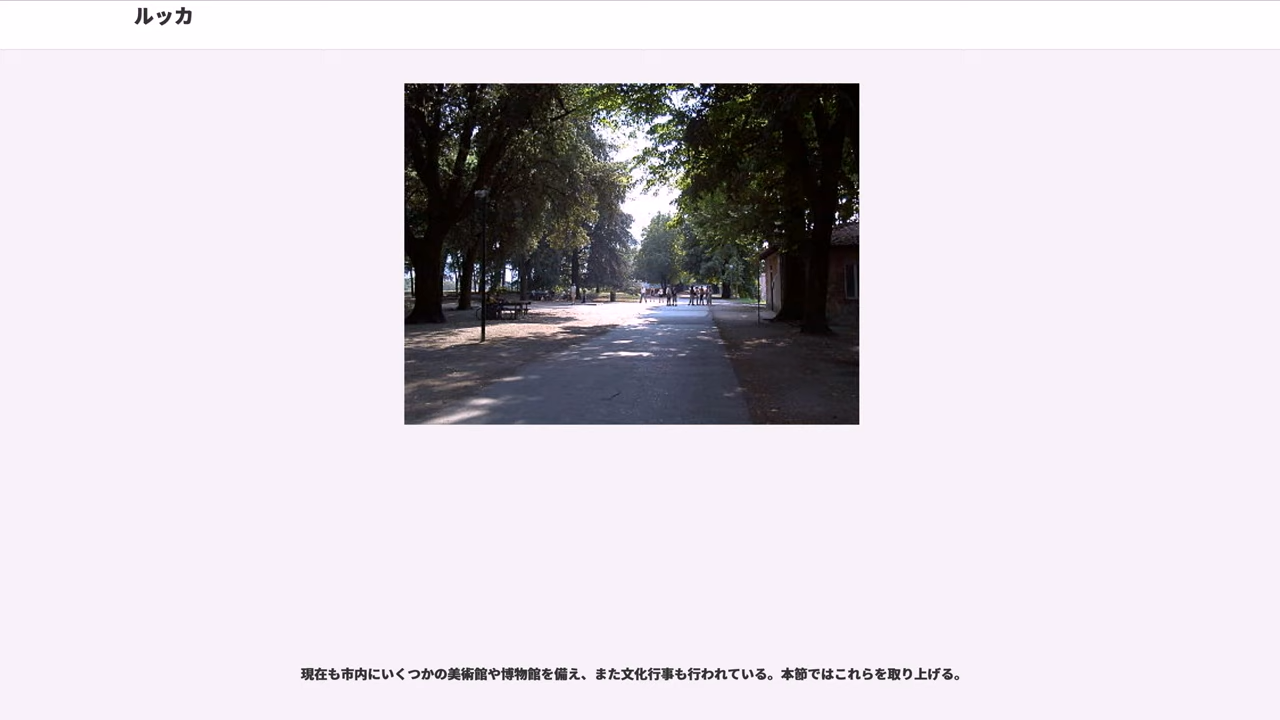 ルッカ
現在も市内にいくつかの美術館や博物館を備え、また文化行事も行われている。本節ではこれらを取り上げる。